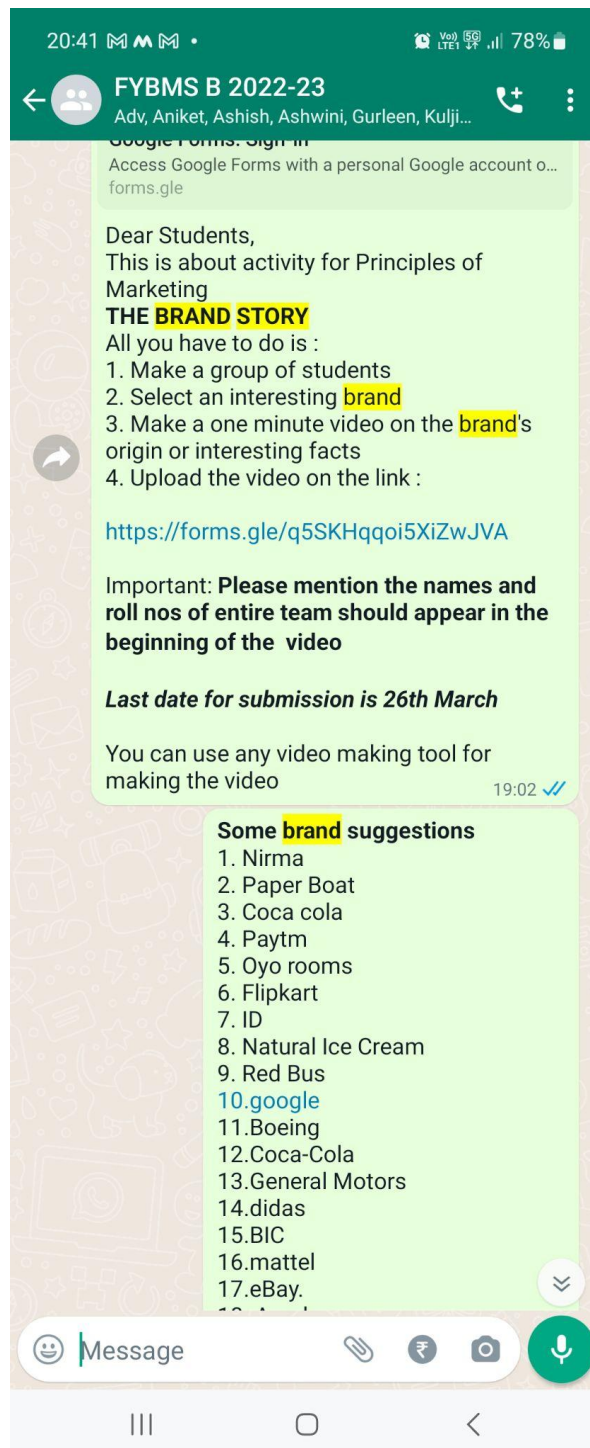 20:41
Vo)) 5G
LTE1 78%
FYBMS B 2022-23
Adv, Aniket, Ashish, Ashwini, Gurleen, Kulji...
Google Forms: Sign-in
Access Google Forms with a personal Google account o...
forms.gle
Dear Students,
This is about activity for Principles of
Marketing
THE BRAND STORY
All you have to do is :
1. Make a group of students
2. Select an interesting brand
3. Make a one minute video on the brand's
origin or interesting facts
4. Upload the video on the link :
https://forms.gle/q5SKHqqoi5XiZwJVA
Important: Please mention the names and
roll nos of entire team should appear in the
beginning of the video
Last date for submission is 26th March
You can use any video making tool for
making the video
19:02
Some brand suggestions
1. Nirma
2. Paper Boat
3. Coca cola
4. Paytm
5. Oyo rooms
6. Flipkart
7. ID
8. Natural Ice Cream
9. Red Bus
10.google
11.Boeing
12.Coca-Cola
13.General Motors
14.didas
15.BIC
16.mattel
17.eBay.
Message